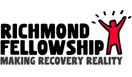 RICHMOND
FELLOWSHIP
MAKING RECOVERY REALITY